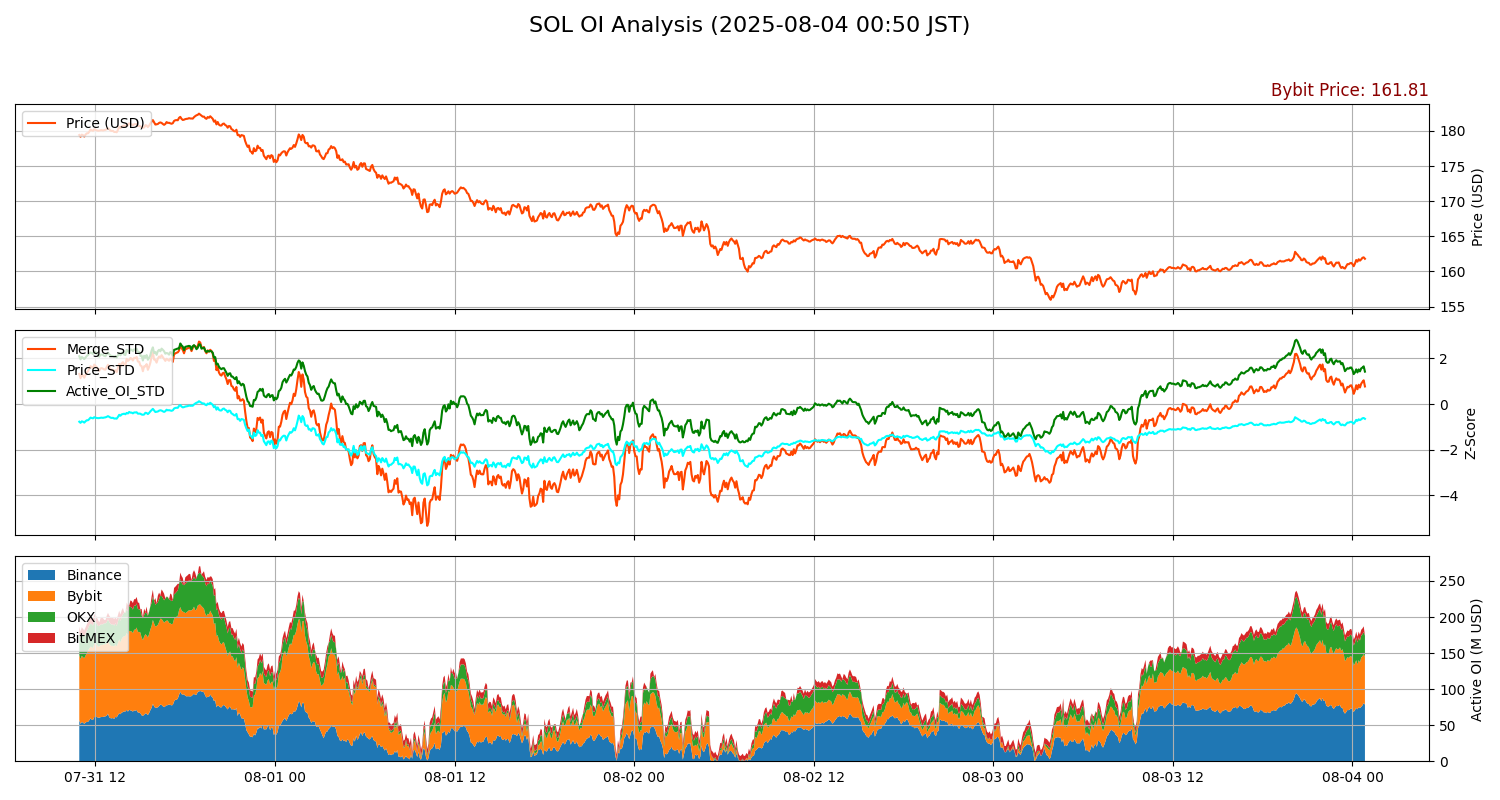 SOL OI Analysis (2025-08-04 00:50 JST)
Bybit Price: 161.81
Price (USD)
180
175
170
165
160
155
Price (USD)
Merge_STD
Price_STD
Active_OI_STD
2
0
−2
−4
Z-Score
Binance
Bybit
OKX
BitMEX
250
200
150
100
50
0
Active OI (M USD)
07-31 12 08-01 00 08-01 12 08-02 00 08-02 12 08-03 00 08-03 12 08-04 00